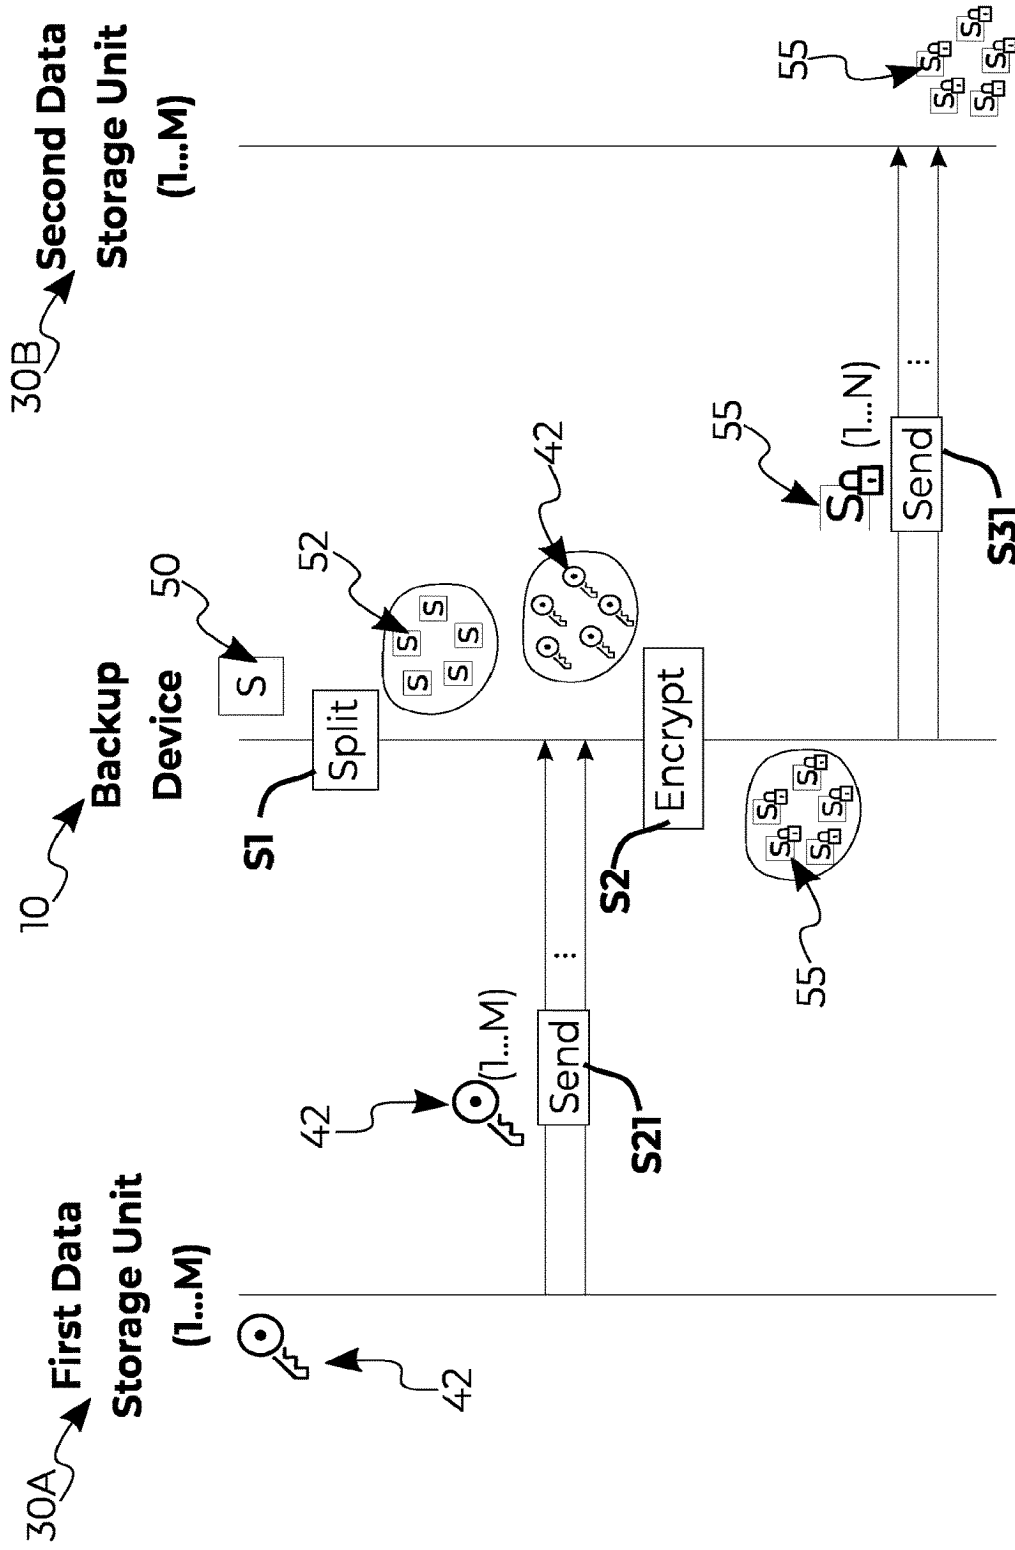 30A
First Data
Storage Unit
(1...M)
10
Backup
Device
30B
Second Data
Storage Unit
(1...M)
42
S1
Split
S
50
S
S
S
S
S
52
42
(1...M)
Send
...
S21
42
S2
Encrypt
S
S
S
S
S
55
55
S
(1...N)
Send
...
S31
55
S
S
S
S
S